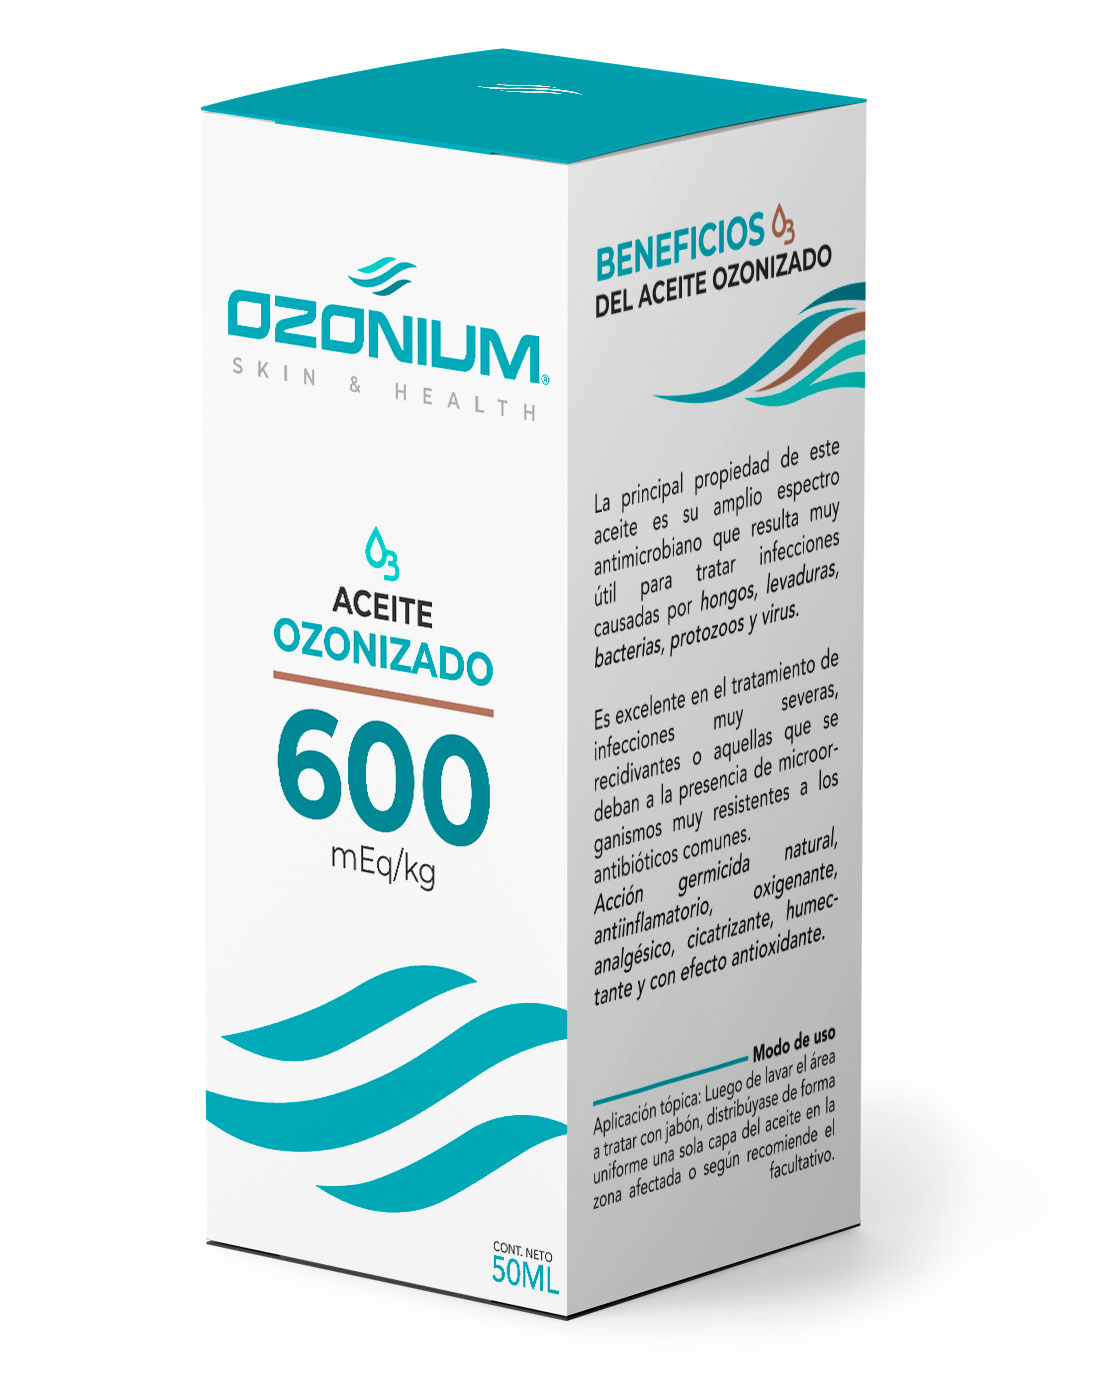 OZONIUM®
SKIN & HEALTH
O3
ACEITE
OZONIZADO
600
mEq/kg
CONT. NETO
50ML
BENEFICIOS O3
DEL ACEITE OZONIZADO
La principal propiedad de este
aceite es su amplio espectro
antimicrobiano que resulta muy
útil para tratar infecciones
causadas por hongos, levaduras,
bacterias, protozoos y virus.
Es excelente en el tratamiento de
infecciones muy severas,
recidivantes o aquellas que se
deban a la presencia de microor-
ganismos muy resistentes a los
antibióticos comunes.
Acción germicida natural,
antiinflamatorio, oxigenante,
analgésico, cicatrizante, humec-
tante y con efecto antioxidante.
Modo de uso
Aplicación tópica: Luego de lavar el área
a tratar con jabón, distribúyase de forma
uniforme una sola capa del aceite en la
zona afectada o según recomiende el
facultativo.